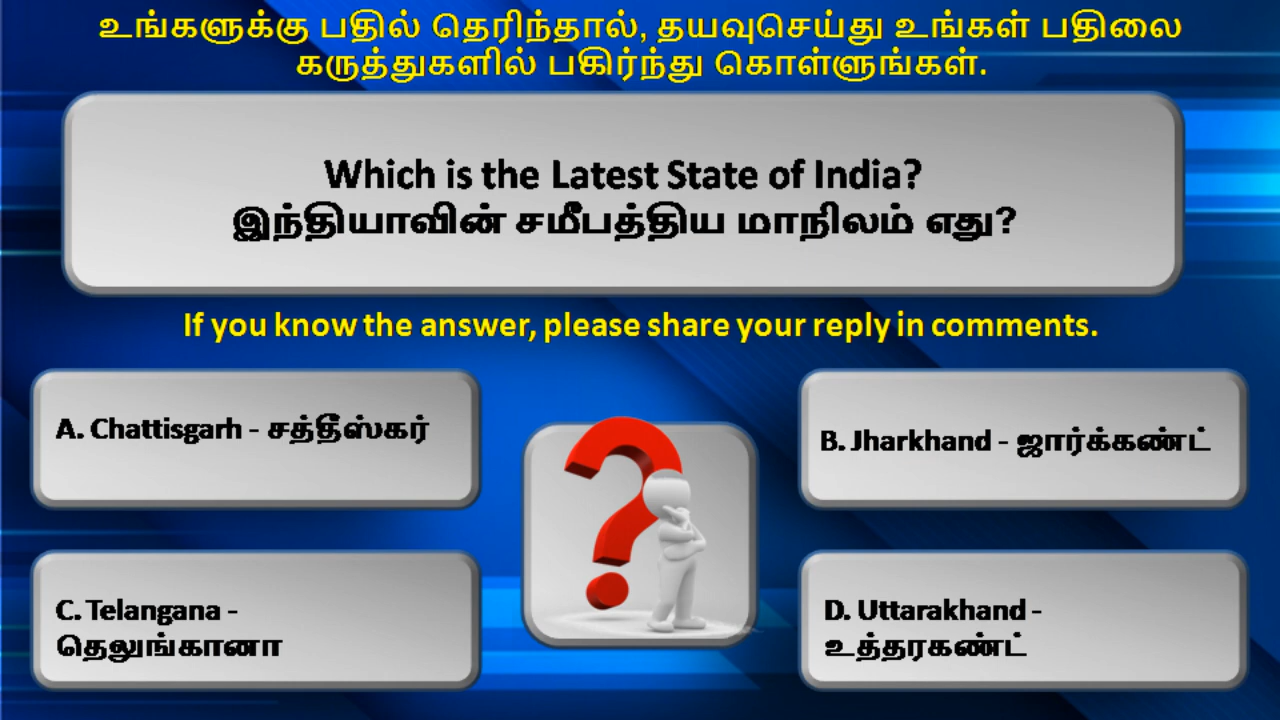 உங்களுக்கு பதில் தெரிந்தால், தயவுசெய்து உங்கள் பதிலை
கருத்துகளில் பகிர்ந்து கொள்ளுங்கள்.
Which is the Latest State of India?
இந்தியாவின் சமீபத்திய மாநிலம் எது?
If you know the answer, please share your reply in comments.
A. Chattisgarh - சத்தீஸ்கர்
B. Jharkhand - ஜார்க்கண்ட்
C. Telangana -
தெலுங்கானா
D. Uttarakhand -
உத்தரகண்ட்